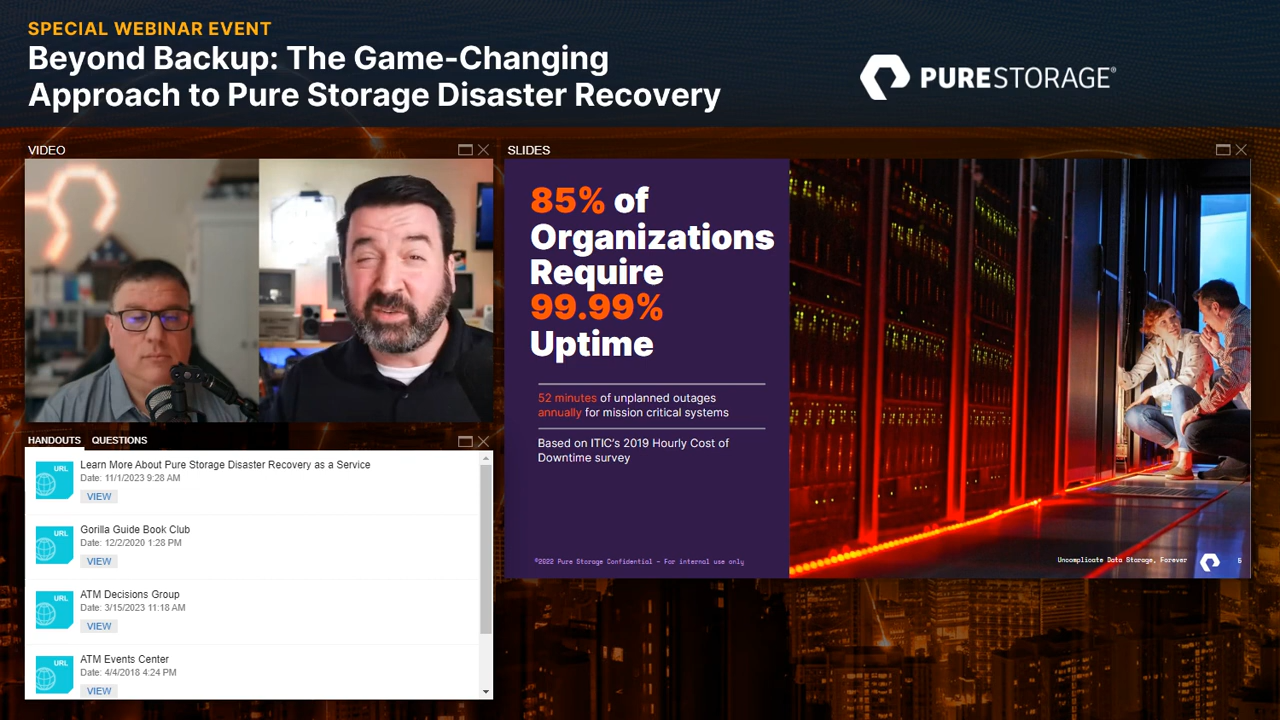 SPECIAL WEBINAR EVENT
Beyond Backup: The Game-Changing
Approach to Pure Storage Disaster Recovery
PURESTORAGE®
VIDEO
SLIDES
85% of
Organizations
Require
99.99%
Uptime
52 minutes of unplanned outages
annually for mission critical systems
Based on ITIC's 2019 Hourly Cost of
Downtime survey
©2022 Pure Storage Confidential – For internal use only
Uncomplicate Data Storage, Forever
5
HANDOUTS QUESTIONS
URL
Learn More About Pure Storage Disaster Recovery as a Service
Date: 11/1/2023 9:28 AM
VIEW
URL
Gorilla Guide Book Club
Date: 12/2/2020 1:28 PM
VIEW
URL
ATM Decisions Group
Date: 3/15/2023 11:18 AM
VIEW
URL
ATM Events Center
Date: 4/4/2018 4:24 PM
VIEW